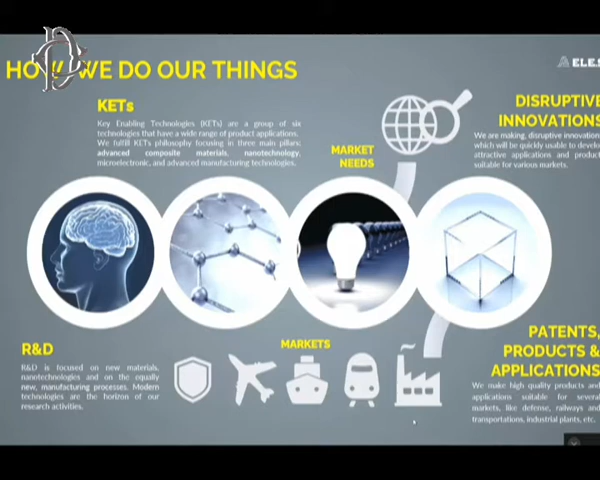 HOW WE DO OUR THINGS
KETs
Key Enabling Technologies (KETs) are a group of six
technologies that have a wide range of product applications.
We fulfill KETs philosophy focusing in three main pillars:
advanced composite materials, nanotechnology,
microelectronic, and advanced manufacturing technologies.
MARKET
NEEDS
DISRUPTIVE
INNOVATIONS
We are making, disruptive innovation
which will be quickly usable to develo
attractive applications and product
suitable for various markets.
R&D
R&D is focused on new materials,
nanotechnologies and on the equally
new, manufacturing processes. Modern
technologies are the horizon of our
research activities.
MARKETS
PATENTS,
PRODUCTS &
APPLICATIONS
We make high quality products and
applications suitable for several
markets, like defense, railways and
transportations, industrial plants, etc.